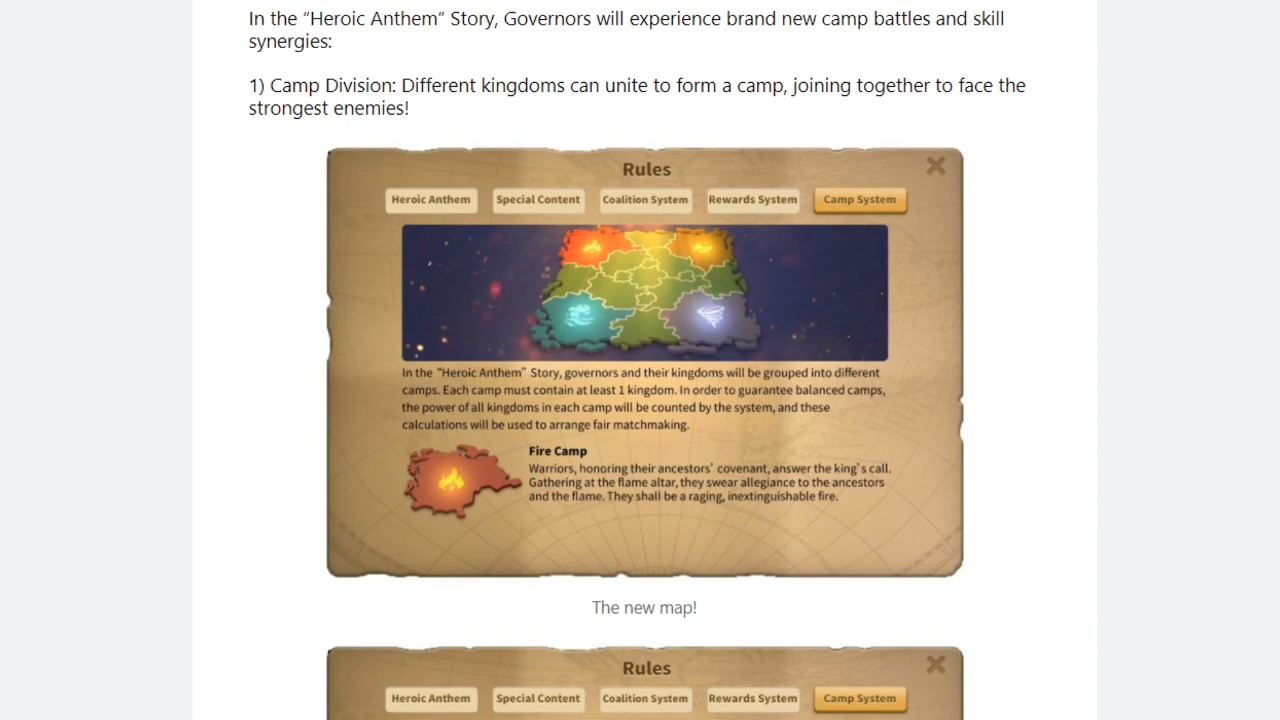 In the “Heroic Anthem” Story, Governors will experience brand new camp battles and skill
synergies:
1) Camp Division: Different kingdoms can unite to form a camp, joining together to face the
strongest enemies!
Rules
Heroic Anthem Special Content Coalition System Rewards System Camp System
In the “Heroic Anthem” Story, governors and their kingdoms will be grouped into different
camps. Each camp must contain at least 1 kingdom. In order to guarantee balanced camps,
the power of all kingdoms in each camp will be counted by the system, and these
calculations will be used to arrange fair matchmaking.
Fire Camp
Warriors, honoring their ancestors' covenant, answer the king's call.
Gathering at the flame altar, they swear allegiance to the ancestors
and the flame. They shall be a raging, inextinguishable fire.
The new map!
Rules
Heroic Anthem Special Content Coalition System Rewards System Camp System